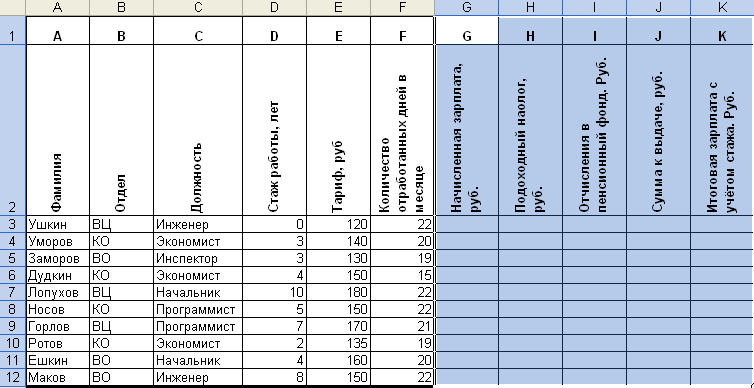 A B C D E F G H I J K
1 A B C D E F G H I J K
2 Фамилия Отдел Должность Стаж работы, лет Тариф, руб Количество отработанных дней в месяце Начисленная зарплата, руб. Подоходный наолог, руб. Отчисления в пенсионный фонд. Руб. Сумма к выдаче, руб. Итоговая зарплата с учётом стажа. Руб.
3 Ушкин ВЦ Инженер 0 120 22
4 Уморов КО Экономист 3 140 20
5 Заморов ВО Инспектор 3 130 19
6 Дудкин КО Экономист 4 150 15
7 Лопухов ВЦ Начальник 10 180 22
8 Носов КО Программист 5 150 22
9 Горлов ВЦ Программист 7 170 21
10 Ротов КО Экономист 2 135 19
11 Ешкин ВО Начальник 4 160 20
12 Маков ВО Инженер 8 150 22